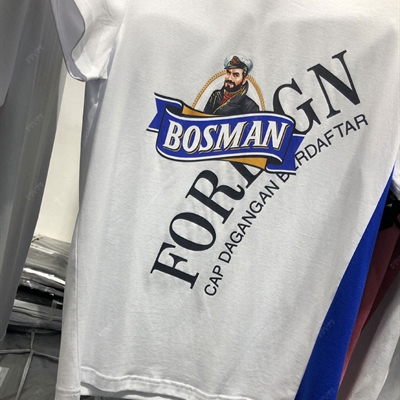 BOSMAN
FOREIGN
CAP DAGANGAN BERDAFTAR